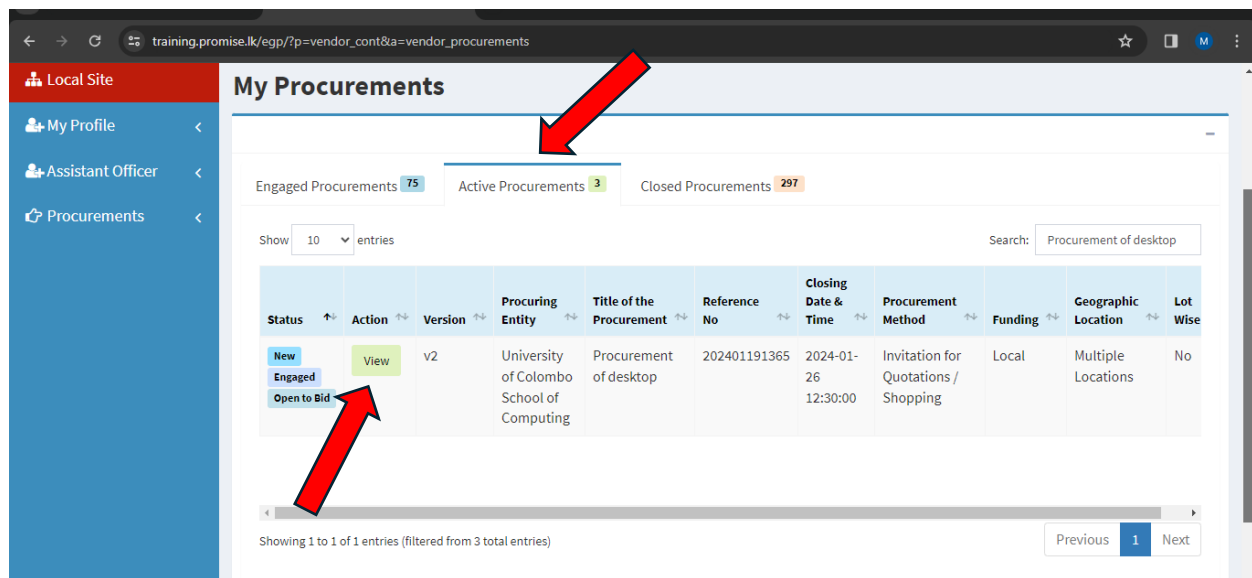 training.promise.lk/egp/?p=vendor_cont&a=vendor_procurements
M
Local Site
My Profile
Assistant Officer
Procurements
My Procurements
Engaged Procurements 75
Active Procurements 3
Closed Procurements 297
Show 10 entries
Search: Procurement of desktop
Status
Action
Version
Procuring
Entity
Title of the
Procurement
Reference
No
Closing
Date &
Time
Procurement
Method
Funding
Geographic
Location
Lot
Wise
New
Engaged
Open to Bid
View
v2
University
of Colombo
School of
Computing
Procurement
of desktop
202401191365
2024-01-
26
12:30:00
Invitation for
Quotations /
Shopping
Local
Multiple
Locations
No
Showing 1 to 1 of 1 entries (filtered from 3 total entries)
Previous 1 Next